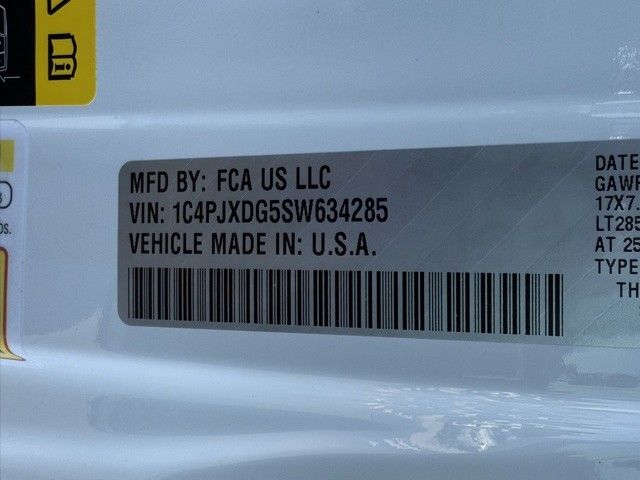 MFD BY: FCA US LLC
VIN: 1C4PJXDG5SW634285
VEHICLE MADE IN: U.S.A.
DATE
GAWR
17X7.
LT285
AT 25
TYPE
TH